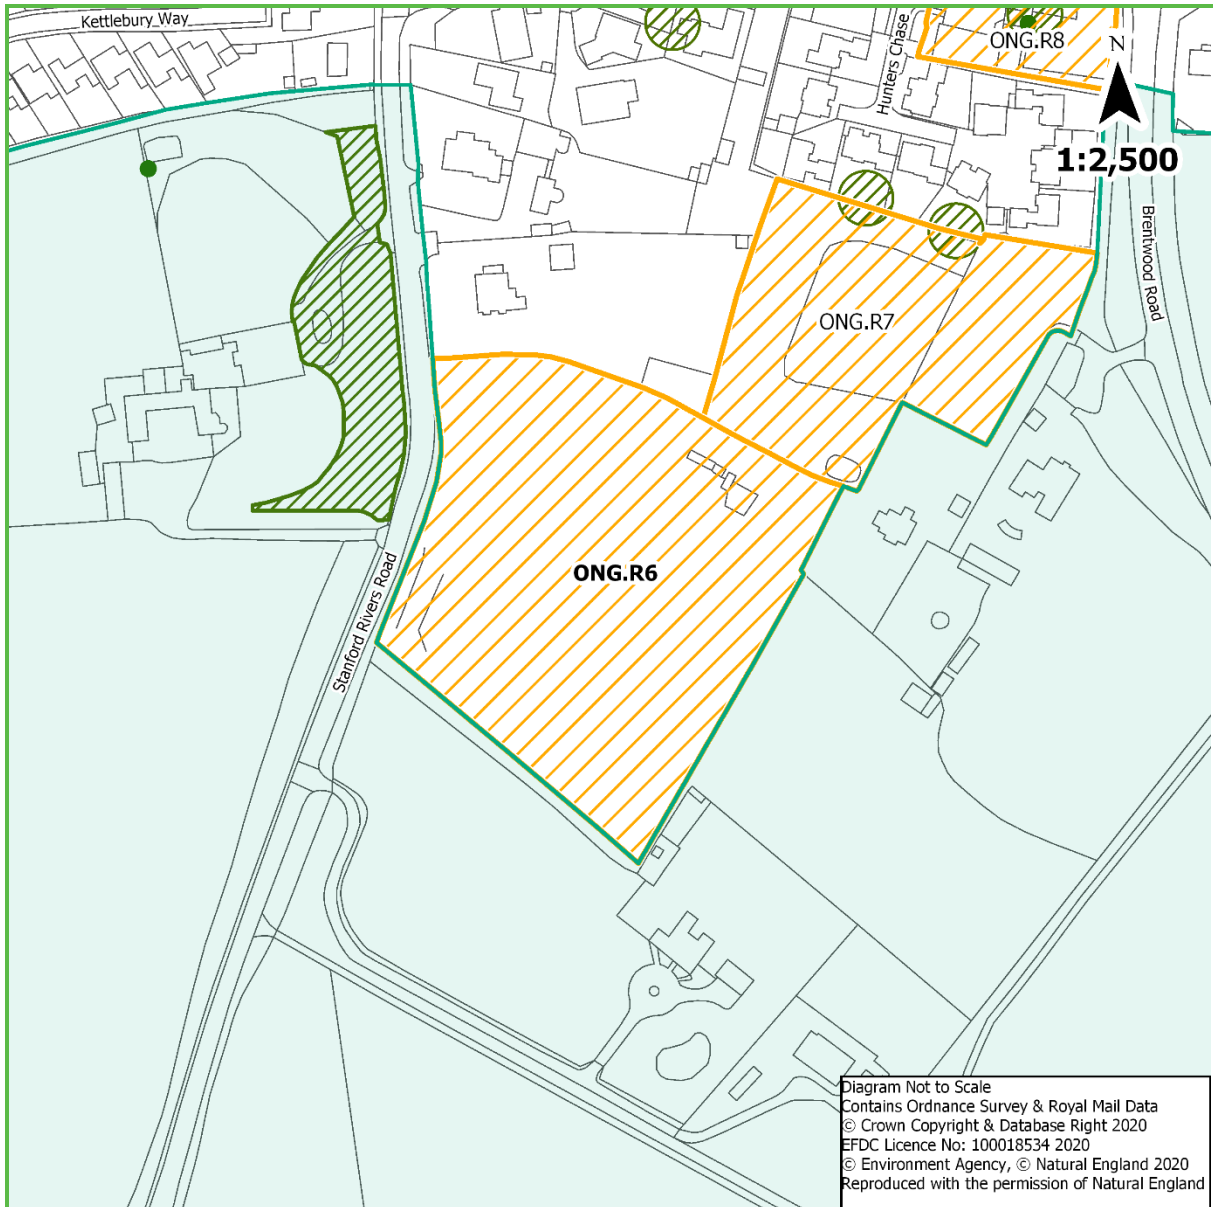 Kettlebury Way
Hunters Chase
ONG.R8
N
1:2,500
Brentwood Road
ONG.R7
ONG.R6
Stanford Rivers Road
Diagram Not to Scale
Contains Ordnance Survey & Royal Mail Data
© Crown Copyright & Database Right 2020
EFDC Licence No: 100018534 2020
© Environment Agency, © Natural England 2020
Reproduced with the permission of Natural England